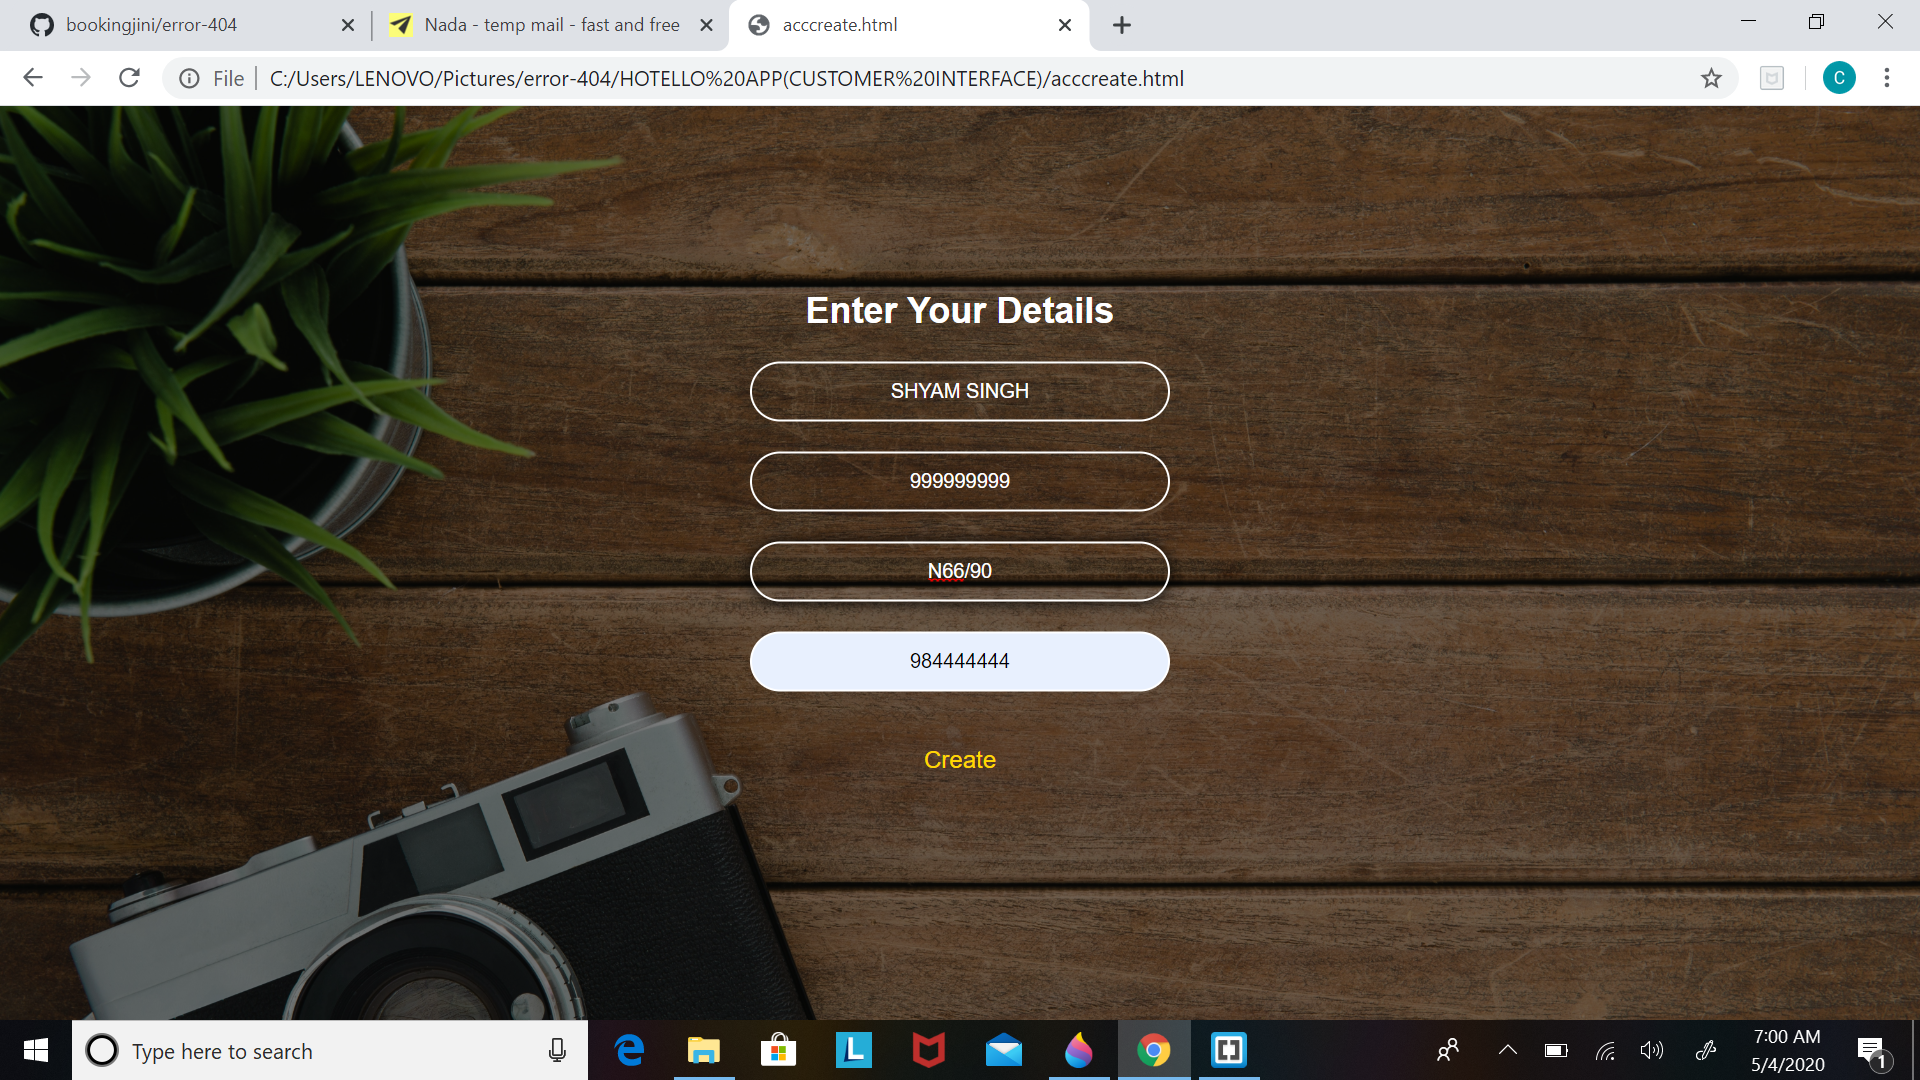 bookingjini/error-404
Nada - temp mail - fast and free
acccreate.html
File
C:/Users/LENOVO/Pictures/error-404/HOTELLO%20APP(CUSTOMER%20INTERFACE)/acccreate.html
C
Enter Your Details
SHYAM SINGH
999999999
N66/90
984444444
Create
Type here to search
L
7:00 AM
5/4/2020
1